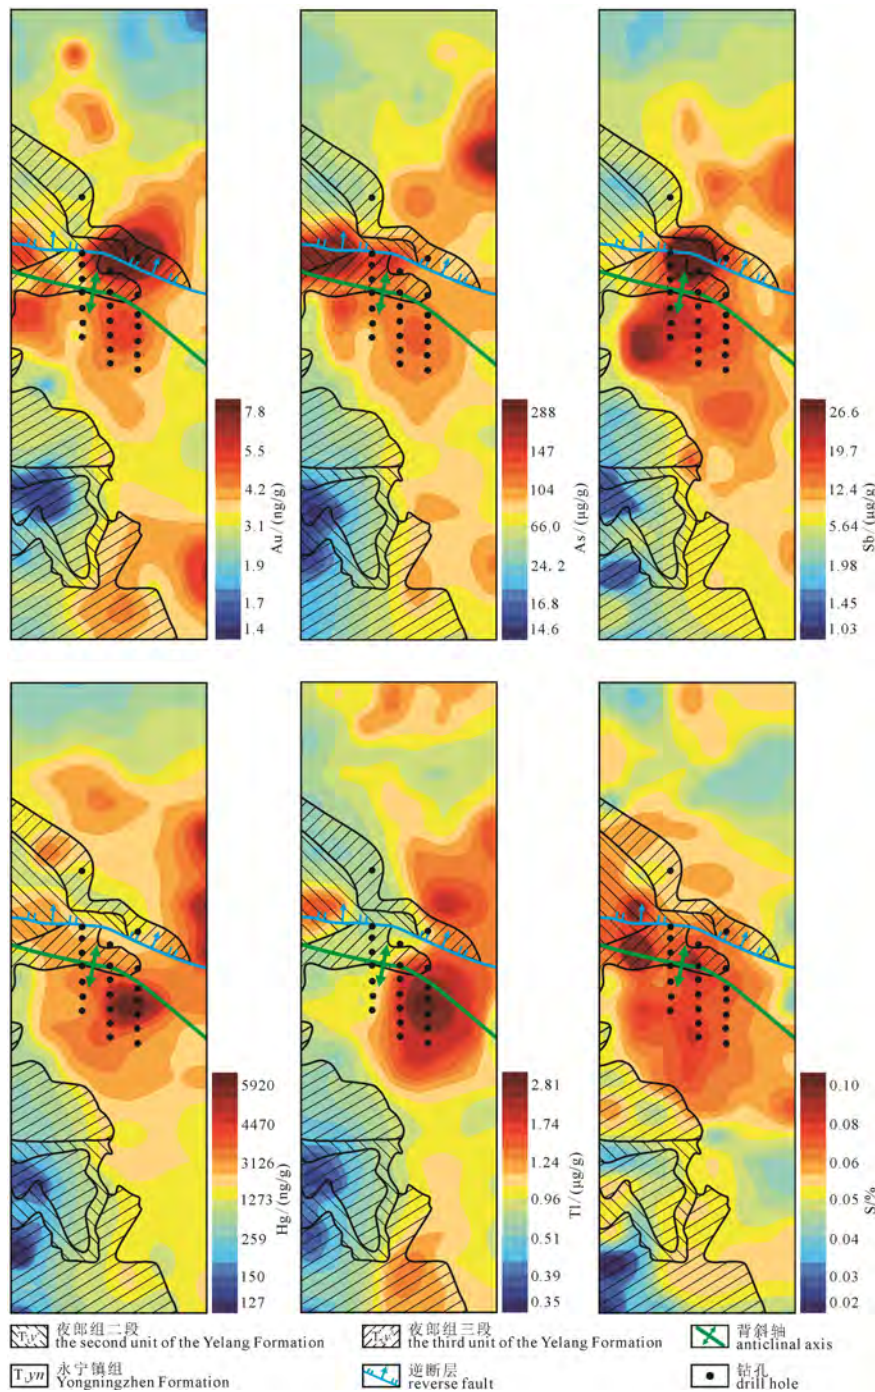 7.8
5.5
4.2
3.1
1.9
1.7
1.4
Au/(ng/g)
288
147
104
66.0
24.2
16.8
14.6
As/(μg/g)
26.6
19.7
12.4
5.64
1.98
1.45
1.03
Sb/(μg/g)
5920
4470
3126
1273
259
150
127
Hg/(ng/g)
2.81
1.74
1.24
0.96
0.51
0.39
0.35
Tl/(μg/g)
0.10
0.08
0.06
0.05
0.04
0.03
0.02
S/%
夜郎组二段
the second unit of the Yelang Formation
夜郎组三段
the third unit of the Yelang Formation
背斜轴
anticlinal axis
T₁yn 永宁镇组
Yongningzhen Formation
逆断层
reverse fault
钻孔
drill hole